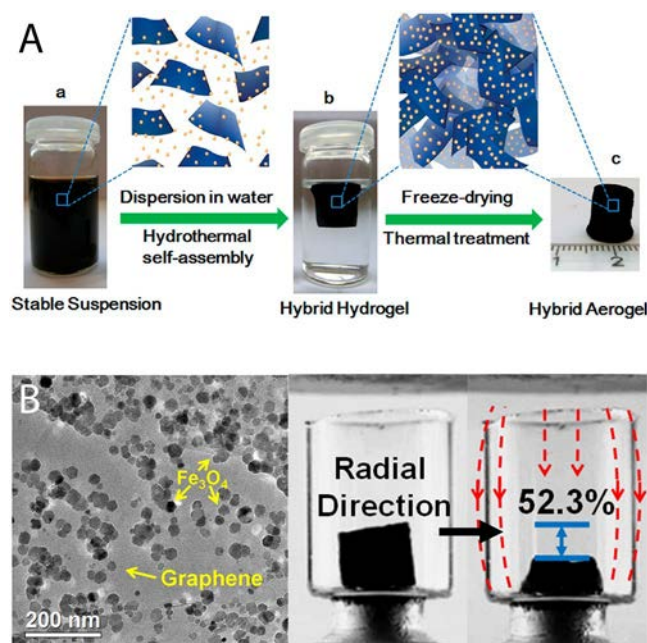 A
a
b
c
Dispersion in water
Hydrothermal
self-assembly
Freeze-drying
Thermal treatment
1 2
Stable Suspension
Hybrid Hydrogel
Hybrid Aerogel
B
Fe₃O₄
Graphene
200 nm
Radial
Direction
52.3%